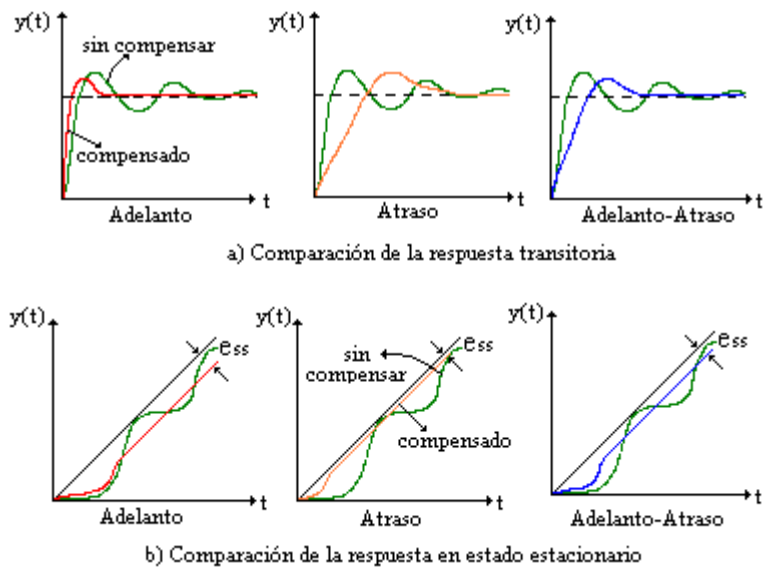 y(t)
sin compensar
compensado
t
Adelanto
y(t)
t
Atraso
y(t)
t
Adelanto-Atraso
a) Comparación de la respuesta transitoria
y(t)
ess
t
Adelanto
y(t)
ess
sin
compensar
compensado
t
Atraso
y(t)
ess
t
Adelanto-Atraso
b) Comparación de la respuesta en estado estacionario